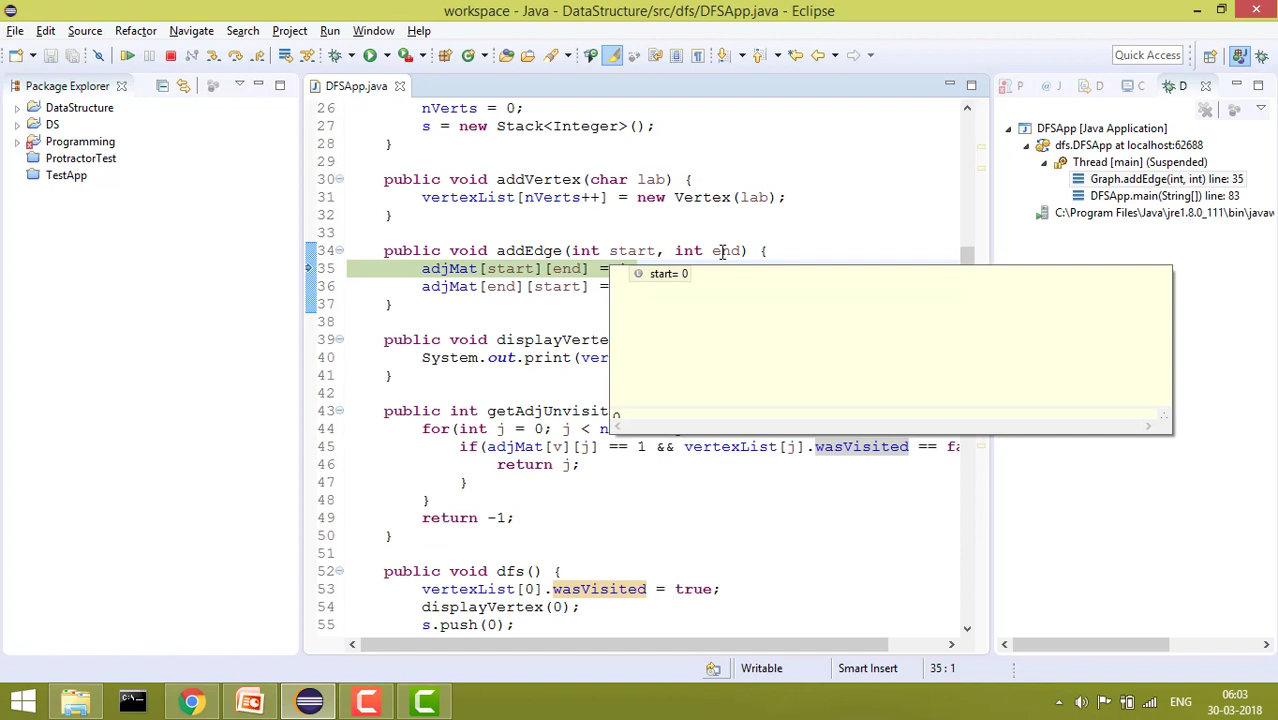 workspace - Java - DataStructure/src/dfs/DFSApp.java - Eclipse
File Edit Source Refactor Navigate Search Project Run Window Help
Quick Access
Package Explorer
DFSApp.java
P
@ J
D
C
D
DataStructure
DS
Programming
ProtractorTest
TestApp
26 nVerts = 0;
27 s = new Stack<Integer>();
28 }
29
30 public void addVertex(char lab) {
31 vertexList[nVerts++] = new Vertex(lab);
32 }
33
34 public void addEdge(int start, int end) {
35 adjMat[start][end] =
36 adjMat[end][start] =
37 }
38
39 public void displayVerte
40 System.out.print(ver
41 }
42
43 public int getAdjUnvisit
44 for(int j = 0; j < n
45 if(adjMat[v][j] == 1 && vertexList[j].wasVisited == fa
46 return j;
47 }
48 }
49 return -1;
50 }
51
52 public void dfs() {
53 vertexList[0].wasVisited = true;
54 displayVertex(0);
55 s.push(0);
start= 0
0
DFSApp [Java Application]
dfs.DFSApp at localhost:62688
Thread [main] (Suspended)
Graph.addEdge(int, int) line: 35
DFSApp.main(String[]) line: 83
C:\Program Files\Java\jre1.8.0_111\bin\javaw
Writable
Smart Insert
35 : 1
ENG
06:03
30-03-2018